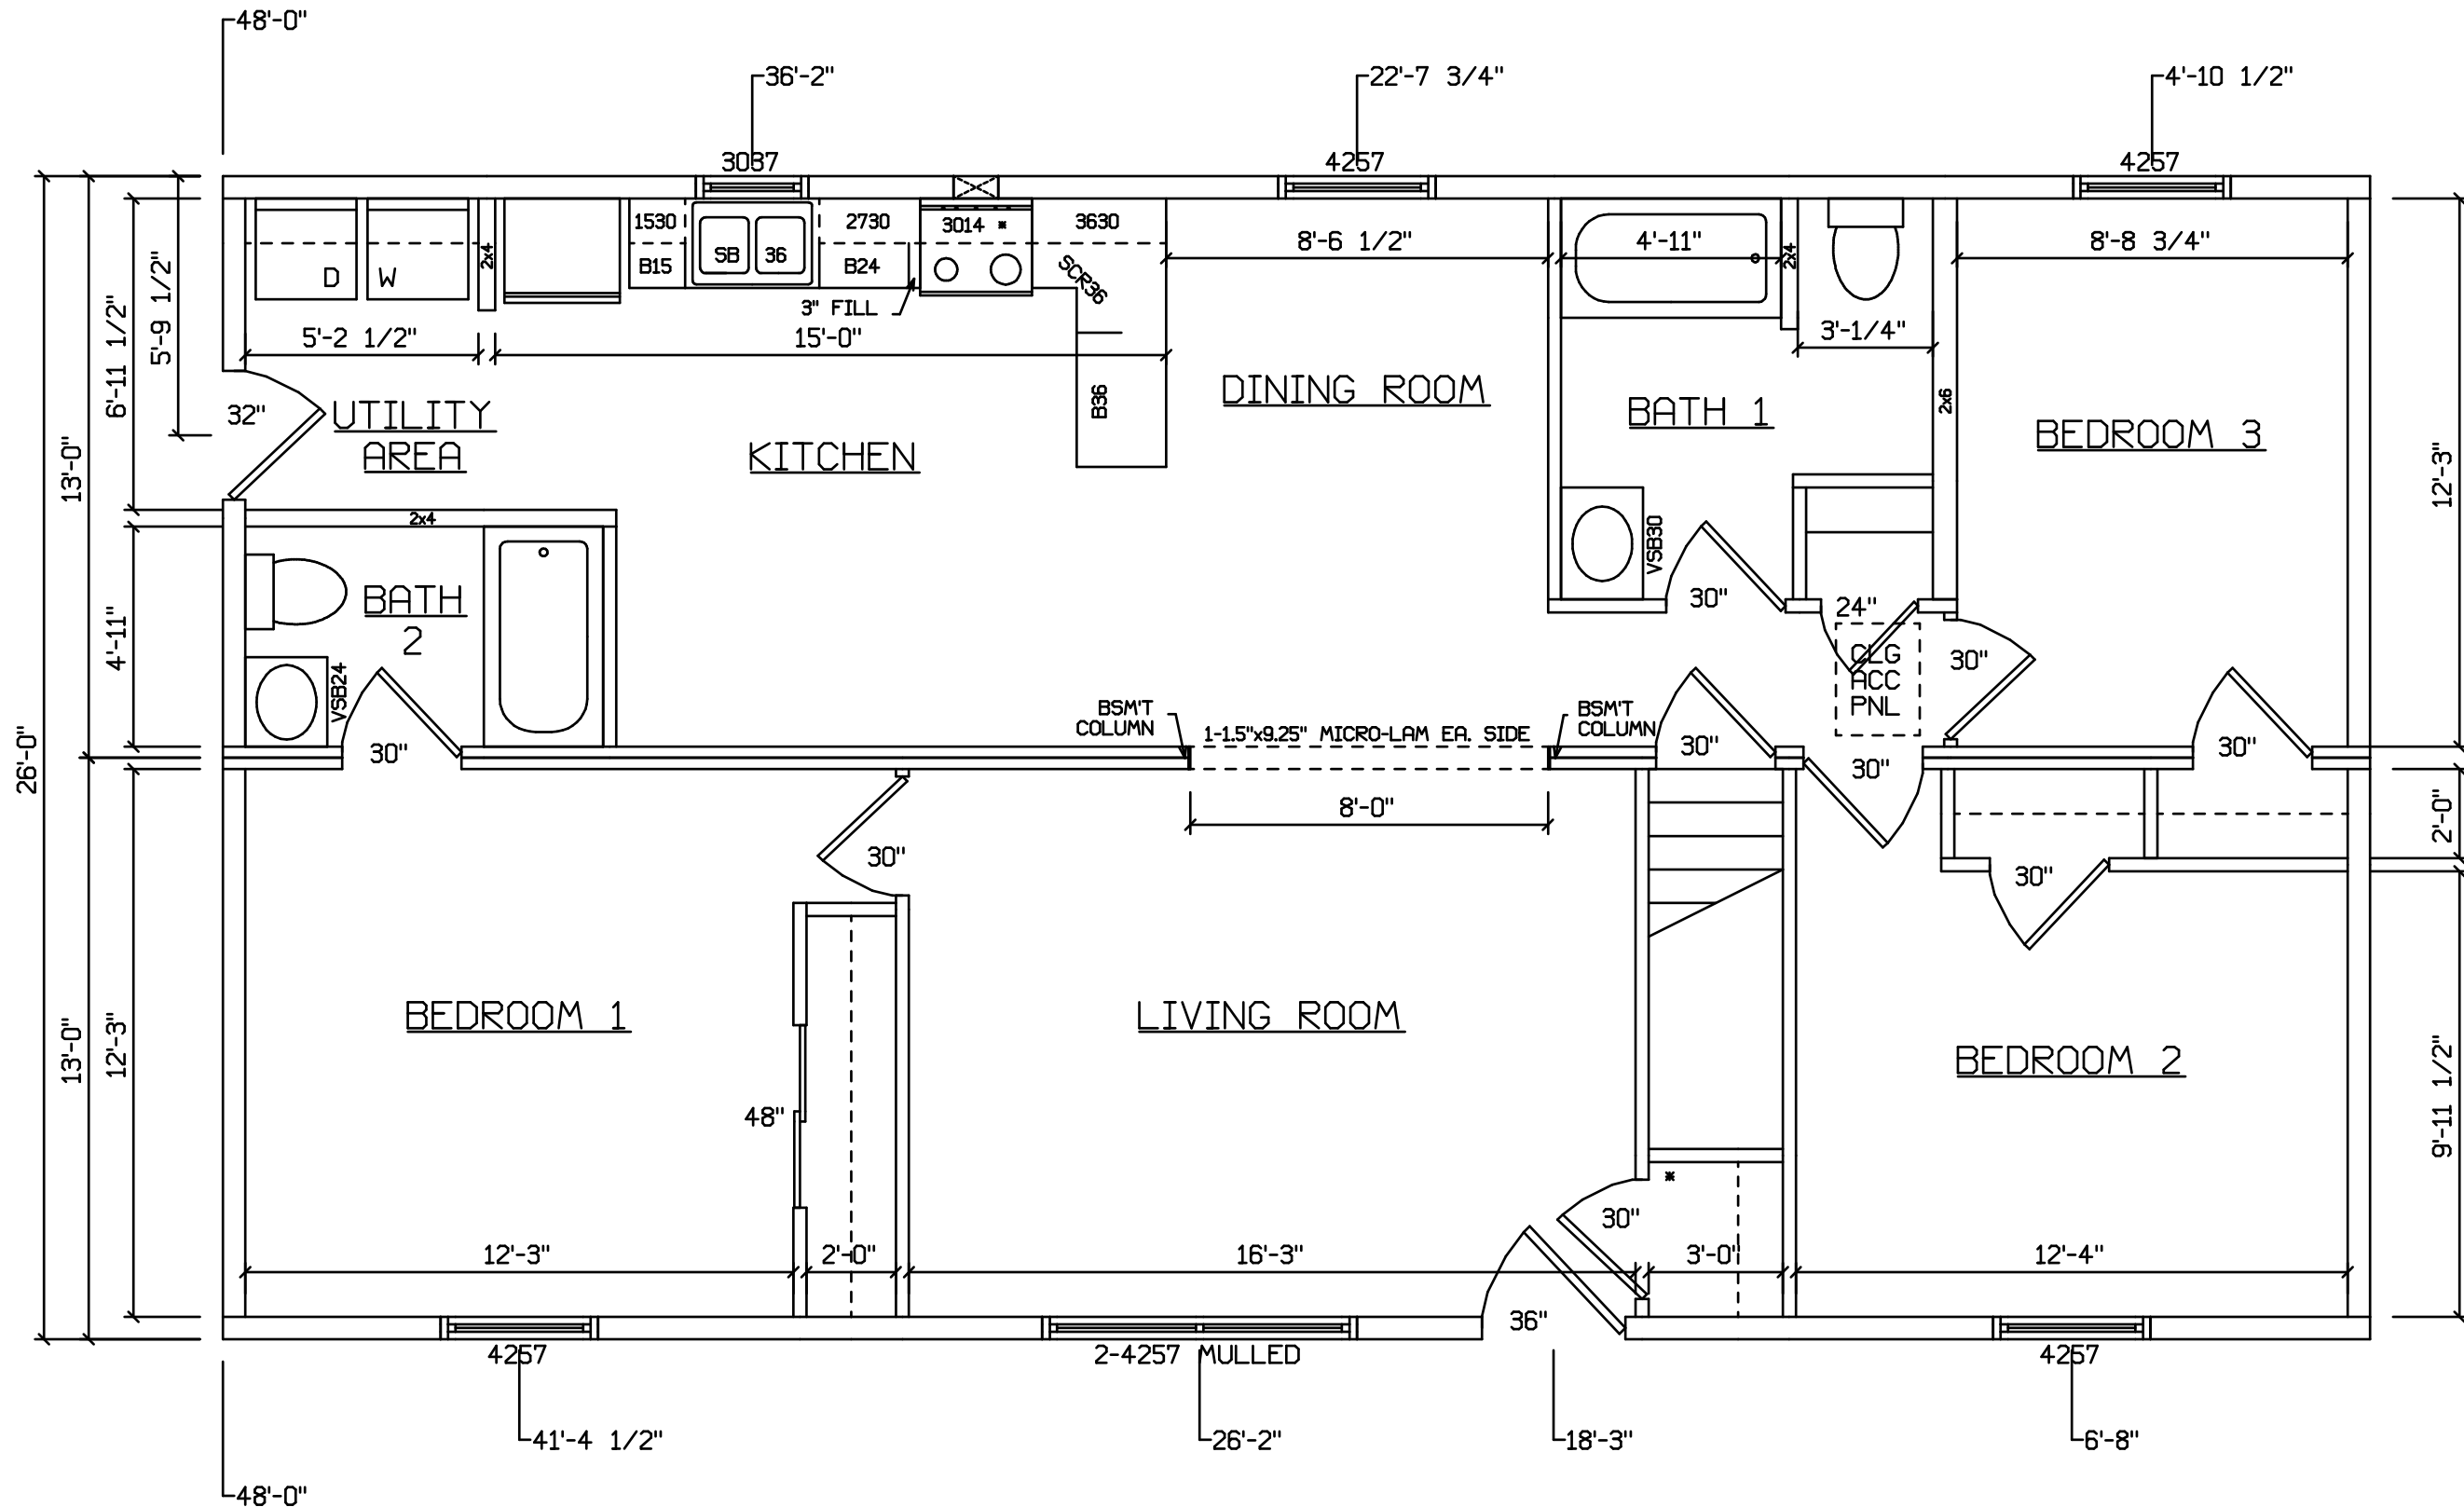 48'-0"
36'-2"
22'-7 3/4"
4'-10 1/2"
3037
4257
4257
1530
2730
3014 *
3630
SB 36
B15
B24
D W
2x4
SCR36
3" FILL
8'-6 1/2"
4'-11"
2x4
8'-8 3/4"
3'-1/4"
5'-2 1/2"
15'-0"
5'-9 1/2"
6'-11 1/2"
32"
UTILITY
AREA
KITCHEN
B36
DINING ROOM
BATH 1
2x6
BEDROOM 3
12'-3"
13'-0"
2x4
VSB30
30"
24"
CLG
ACC
PNL
30"
BATH
2
4'-11"
VSB24
30"
26'-0"
BSM'T
COLUMN
1-1.5"x9.25" MICRO-LAM EA. SIDE
BSM'T
COLUMN
30"
30"
30"
8'-0"
2'-0"
30"
30"
BEDROOM 1
LIVING ROOM
BEDROOM 2
13'-0"
12'-3"
9'-11 1/2"
48"
*
30"
12'-3"
2'-0"
16'-3"
3'-0"
12'-4"
36"
4257
2-4257 MULLED
4257
41'-4 1/2"
26'-2"
18'-3"
6'-8"
48'-0"